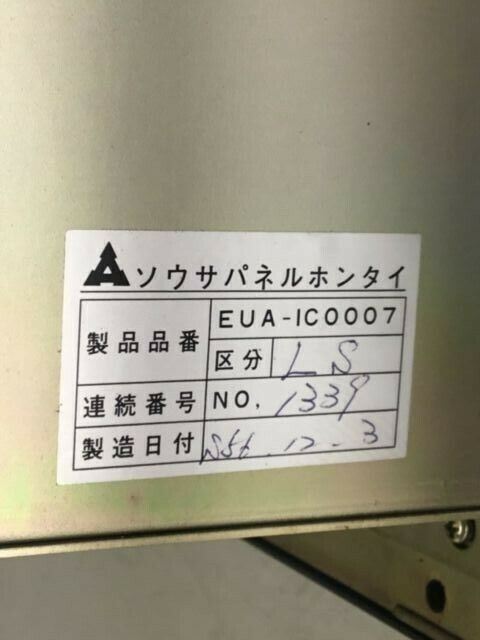 ソウサパネルホンタイ
製品品番 EUA-IC0007
区分 LS
連続番号 NO. 1339
製造日付 S56.12.3